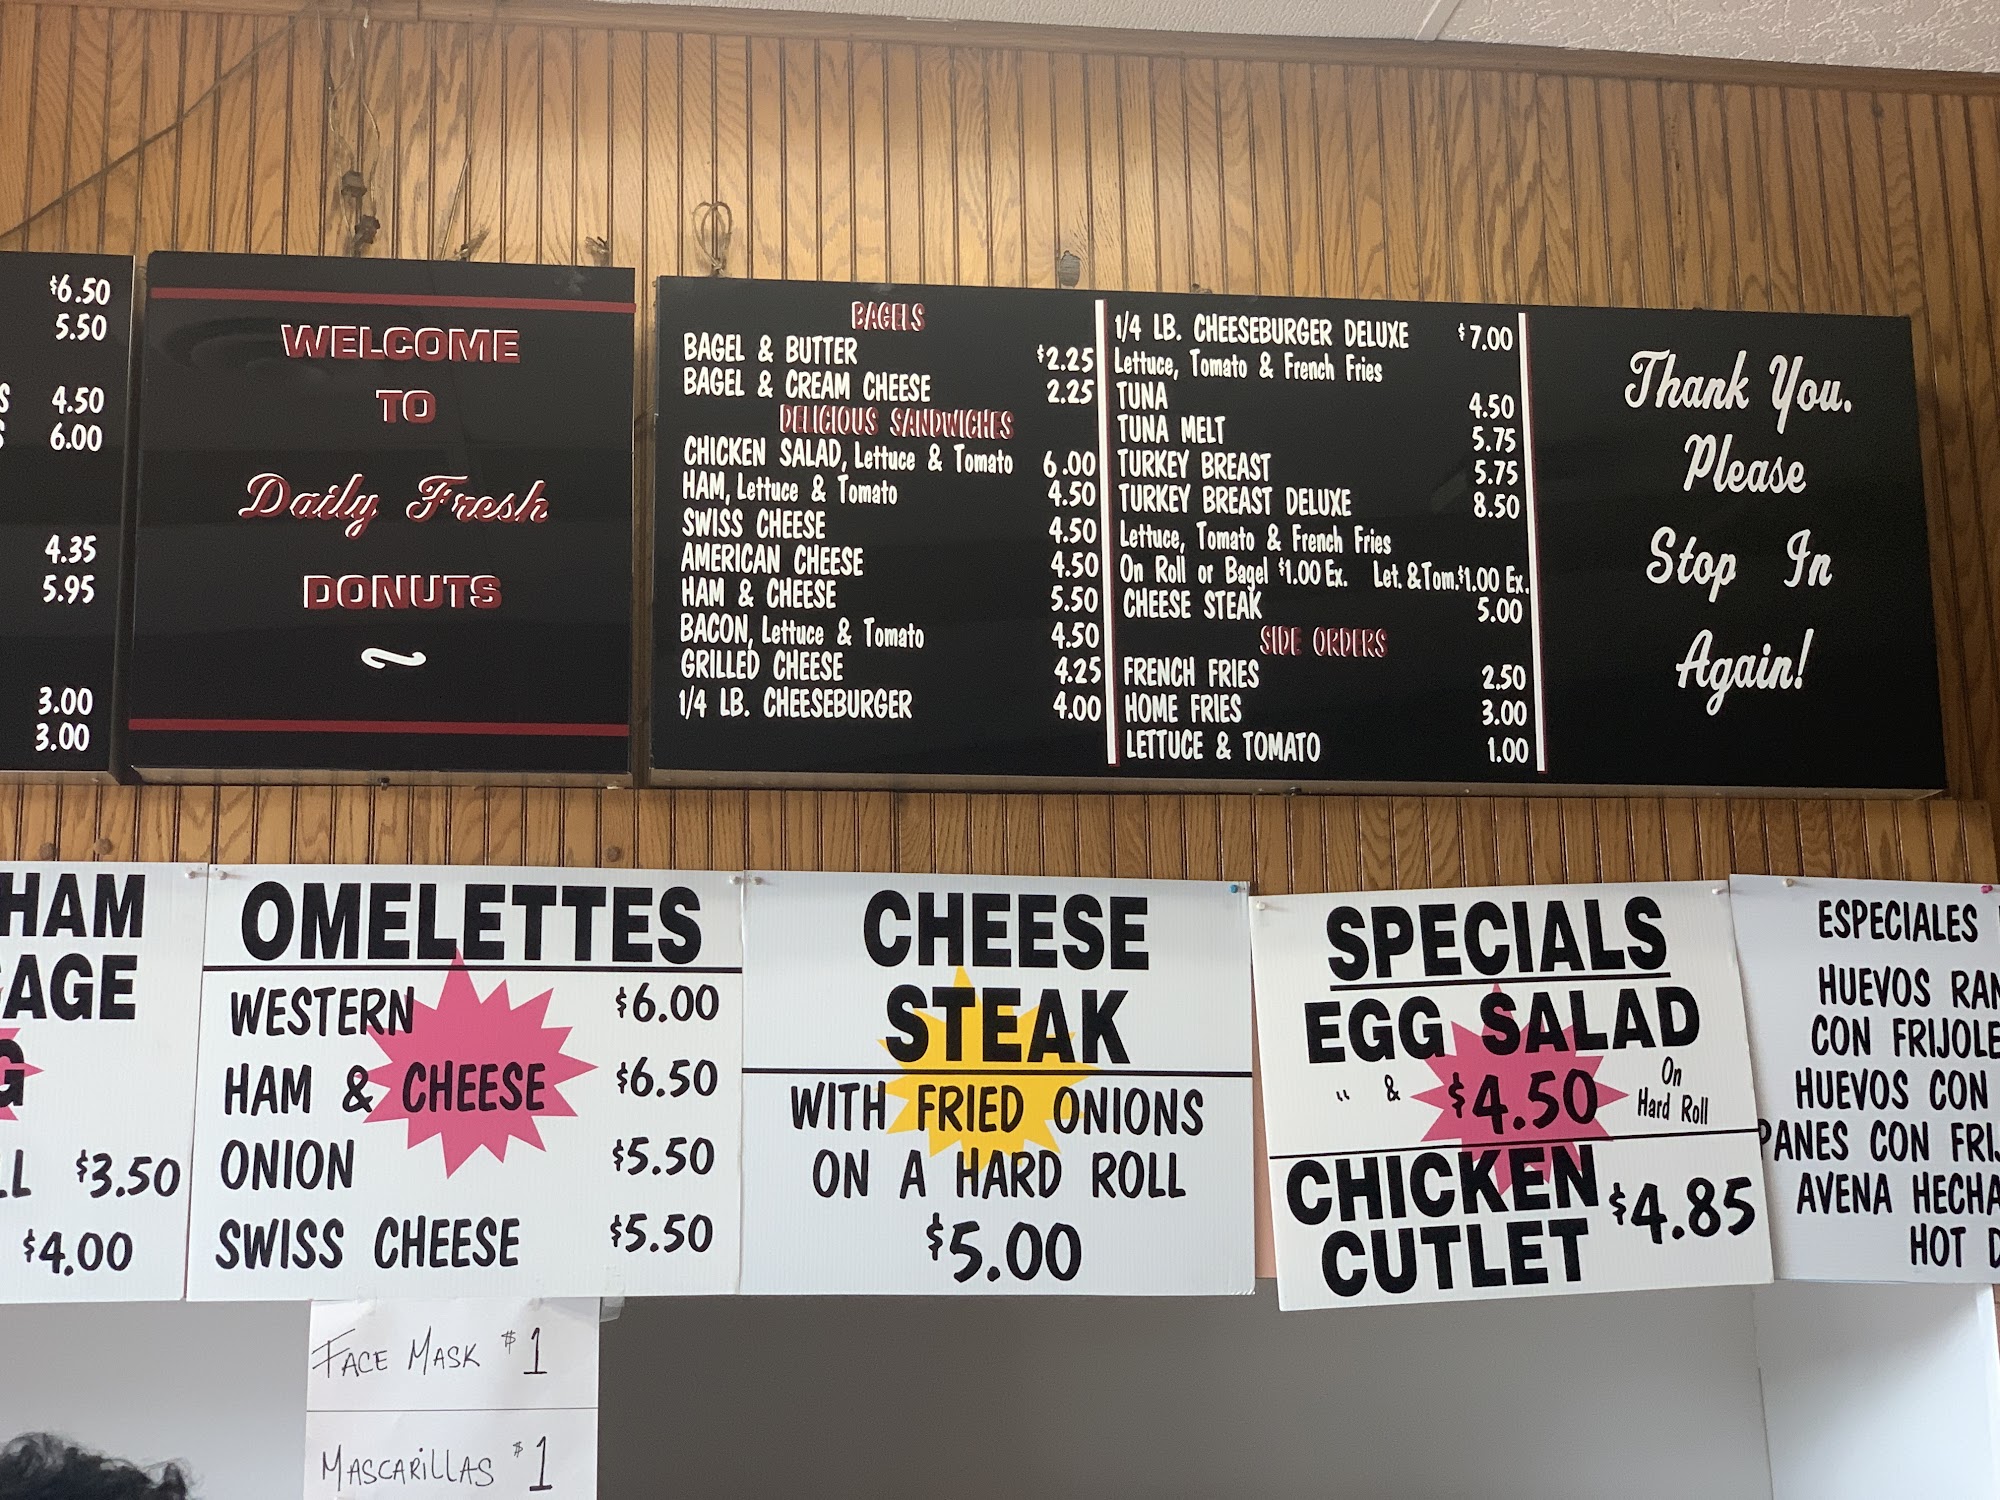 $6.50
5.50
4.50
6.00
4.35
5.95
3.00
3.00
WELCOME
TO
Daily Fresh
DONUTS
BAGELS
BAGEL & BUTTER $2.25
BAGEL & CREAM CHEESE 2.25
DELICIOUS SANDWICHES
CHICKEN SALAD, Lettuce & Tomato 6.00
HAM, Lettuce & Tomato 4.50
SWISS CHEESE 4.50
AMERICAN CHEESE 4.50
HAM & CHEESE 5.50
BACON, Lettuce & Tomato 4.50
GRILLED CHEESE 4.25
1/4 LB. CHEESEBURGER 4.00
1/4 LB. CHEESEBURGER DELUXE $7.00
Lettuce, Tomato & French Fries
TUNA 4.50
TUNA MELT 5.75
TURKEY BREAST 5.75
TURKEY BREAST DELUXE 8.50
Lettuce, Tomato & French Fries
On Roll or Bagel $1.00 Ex. Let. & Tom. $1.00 Ex.
CHEESE STEAK 5.00
SIDE ORDERS
FRENCH FRIES 2.50
HOME FRIES 3.00
LETTUCE & TOMATO 1.00
Thank You.
Please
Stop In
Again!
HAM
$3.50
$4.00
OMELETTES
WESTERN $6.00
HAM & CHEESE $6.50
ONION $5.50
SWISS CHEESE $5.50
CHEESE
STEAK
WITH FRIED ONIONS
ON A HARD ROLL
$5.00
SPECIALS
EGG SALAD
" & $4.50 On
Hard Roll
CHICKEN
CUTLET $4.85
ESPECIALES
HUEVOS
CON
HUEVOS CON
PANES CON
AVENA
HOT
FACE MASK $1
MASCARiLLAS $1